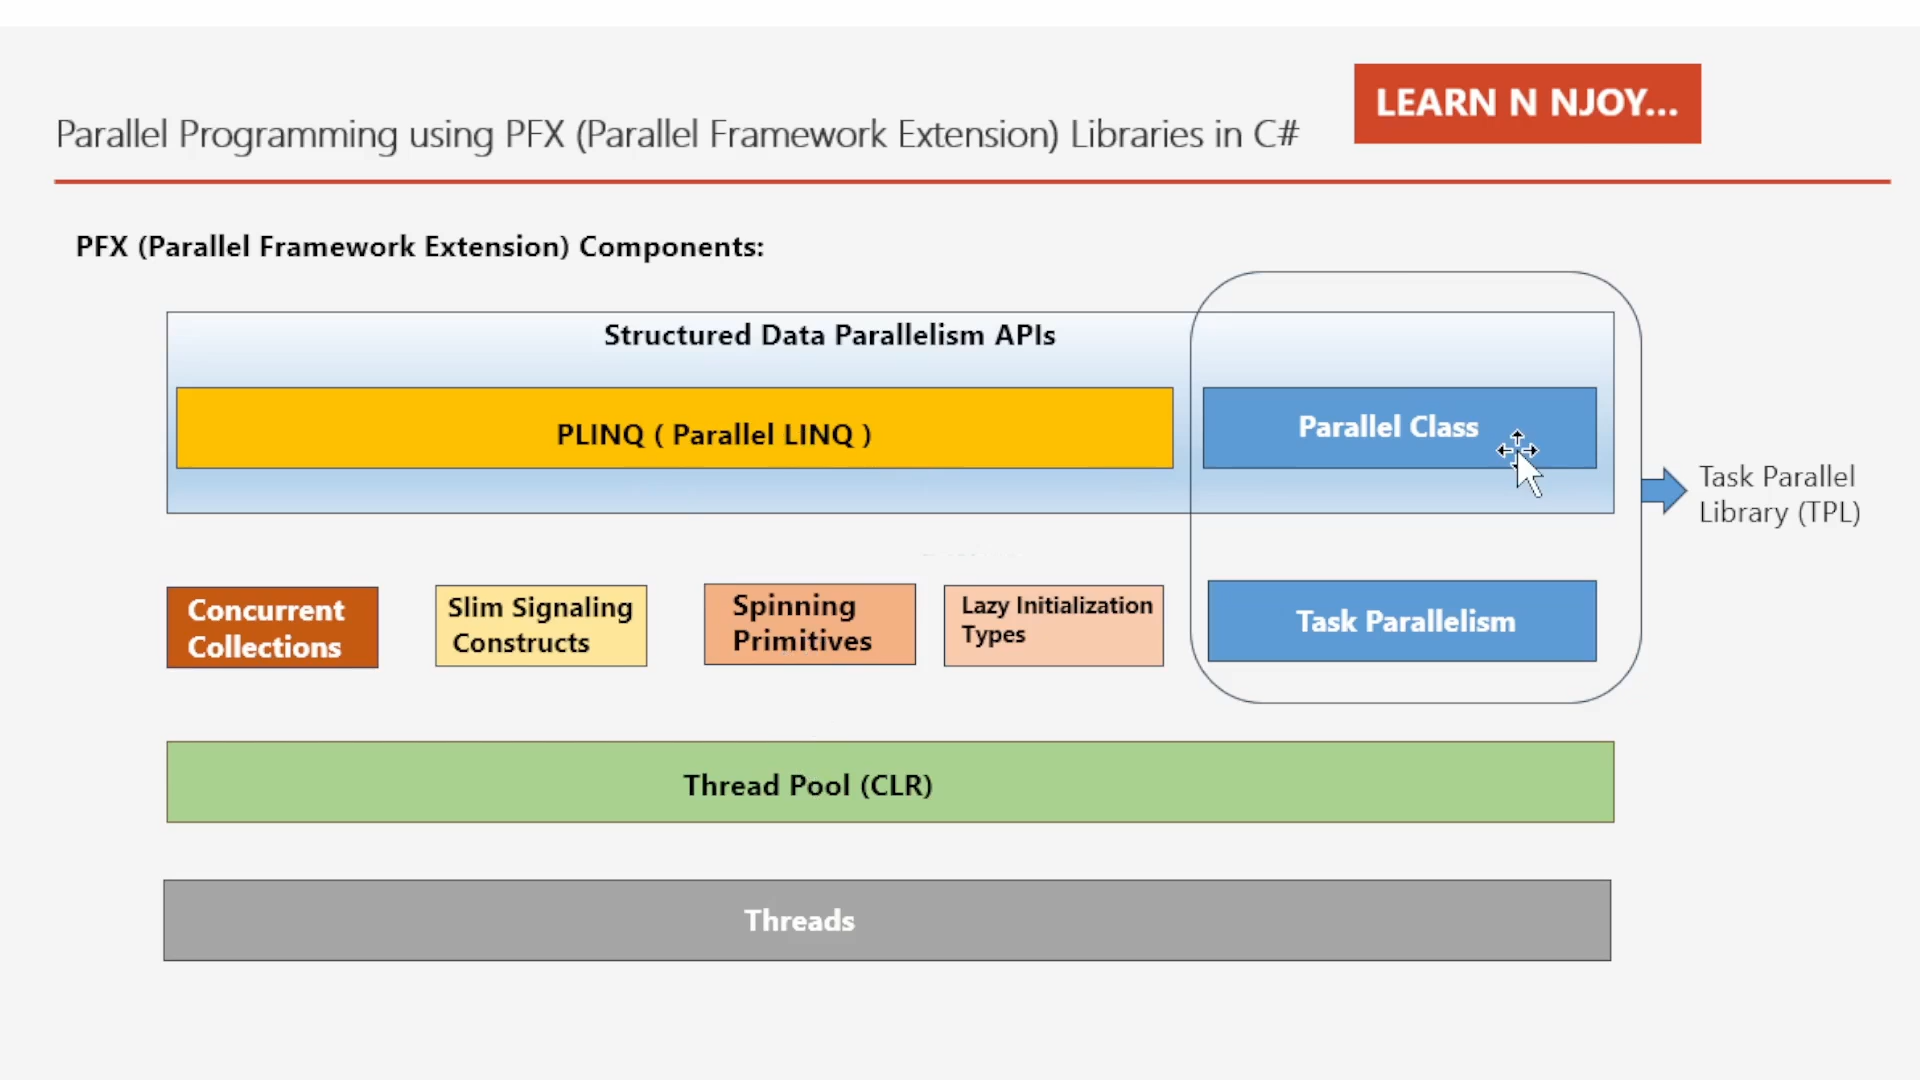 LEARN N NJOY...
Parallel Programming using PFX (Parallel Framework Extension) Libraries in C#
PFX (Parallel Framework Extension) Components:
Structured Data Parallelism APIs
PLINQ ( Parallel LINQ )
Parallel Class
Task Parallel
Library (TPL)
Concurrent
Collections
Slim Signaling
Constructs
Spinning
Primitives
Lazy Initialization
Types
Task Parallelism
Thread Pool (CLR)
Threads